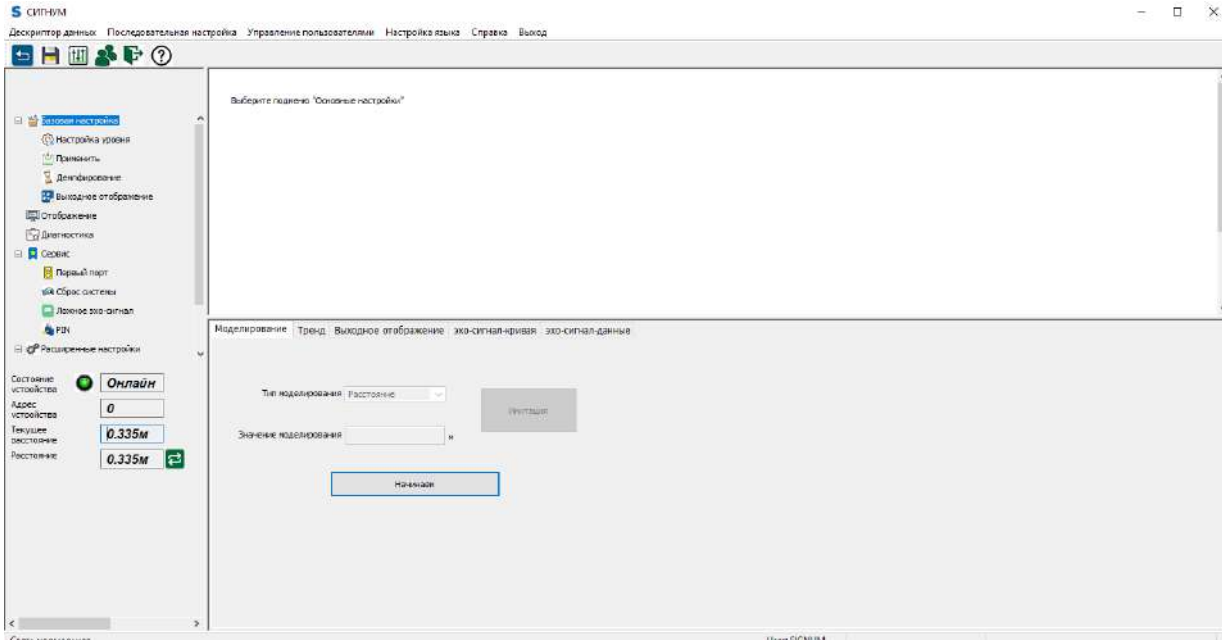 СИГНУМ
Дескриптор данных Последовательная настройка Управление пользователями Настройка языка Справка Выход
Выберите подменю "Основные настройки"
Базовая настройка
Настройка уровня
Применить
Демпфирование
Выходное отображение
Отображение
Диагностика
Сервис
Первый порт
Сброс системы
Ложное эхо-сигнал
PIN
Расширенные настройки
Состояние устройства Онлайн
Адрес устройства 0
Текущее расстояние 0.335м
Расстояние 0.335м
Моделирование Тренд Выходное отображение эхо-сигнал-кривая эхо-сигнал-данные
Тип моделирования Расстояние
Имитация
Значение моделирования м
Начинаем